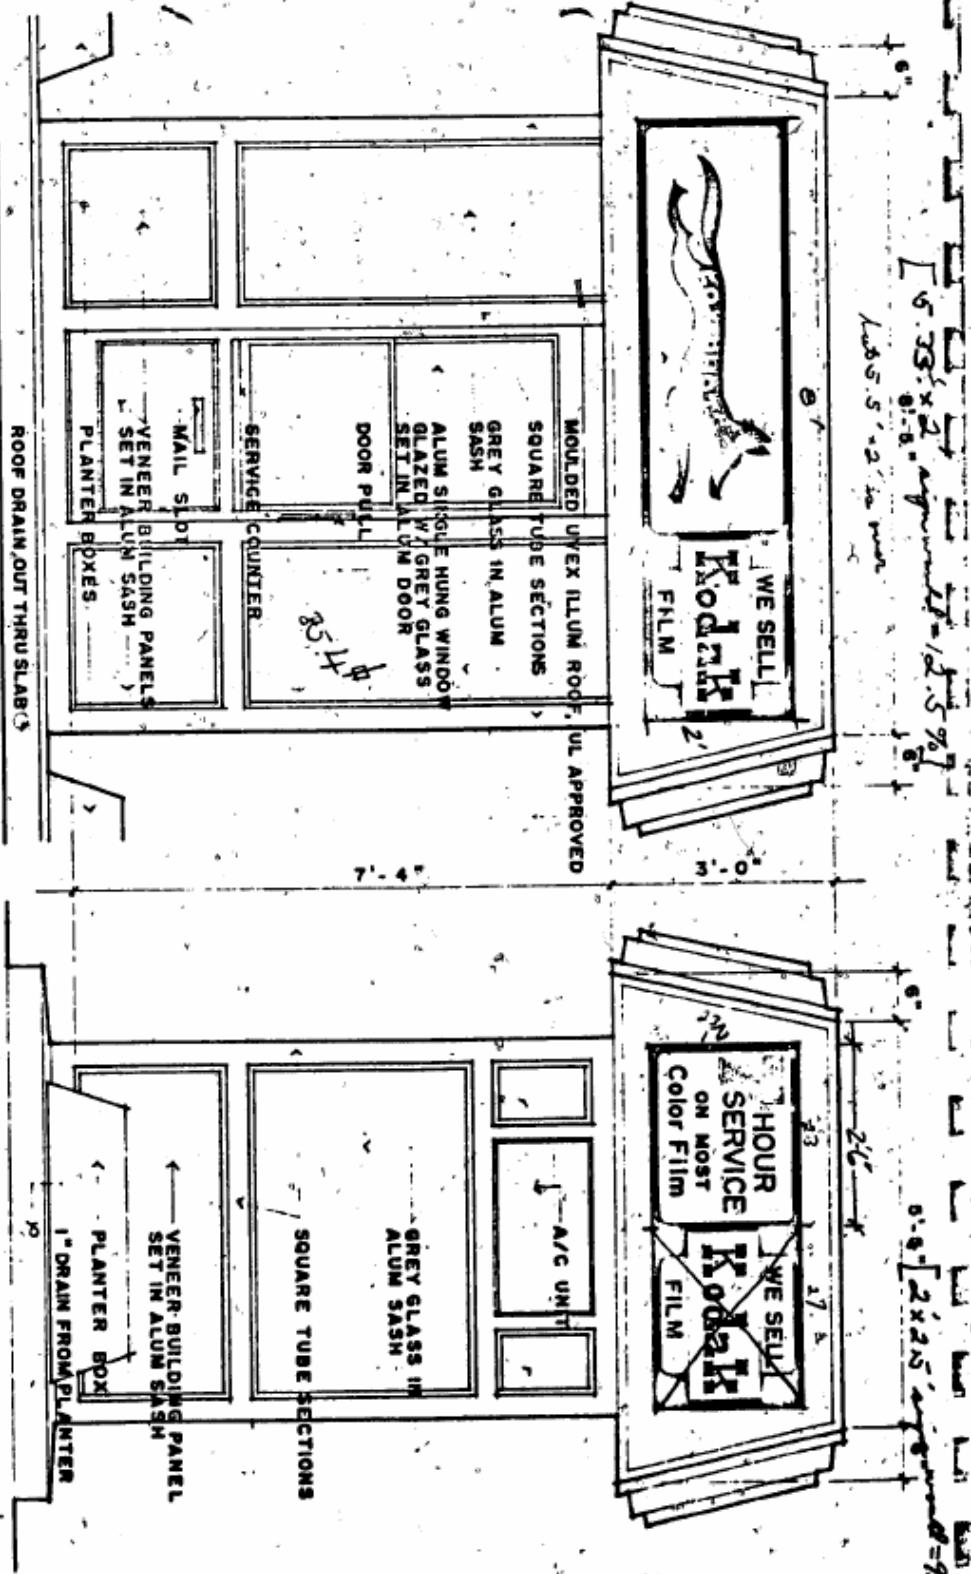 6"
8'-5"
6"
8'
WE SELL
Kodak
FILM
2'
MOULDED UVEX ILLUM ROOF, UL APPROVED
SQUARE TUBE SECTIONS
GREY GLASS IN ALUM
SASH
ALUM SINGLE HUNG WINDOW
GLAZED W/ GREY GLASS
SET IN ALUM DOOR
DOOR PULL
35.4
SERVICE COUNTER
MAIL SLOT
VENEER BUILDING PANELS
SET IN ALUM SASH
PLANTER BOXES
ROOF DRAIN, OUT THRU SLAB
3'-0"
7'-4"
6"
2'6"
HOUR
SERVICE
ON MOST
Color Film
WE SELL
Kodak
FILM
A/C UNIT
GREY GLASS IN
ALUM SASH
SQUARE TUBE SECTIONS
VENEER BUILDING PANEL
SET IN ALUM SASH
PLANTER BOX
1" DRAIN FROM PLANTER